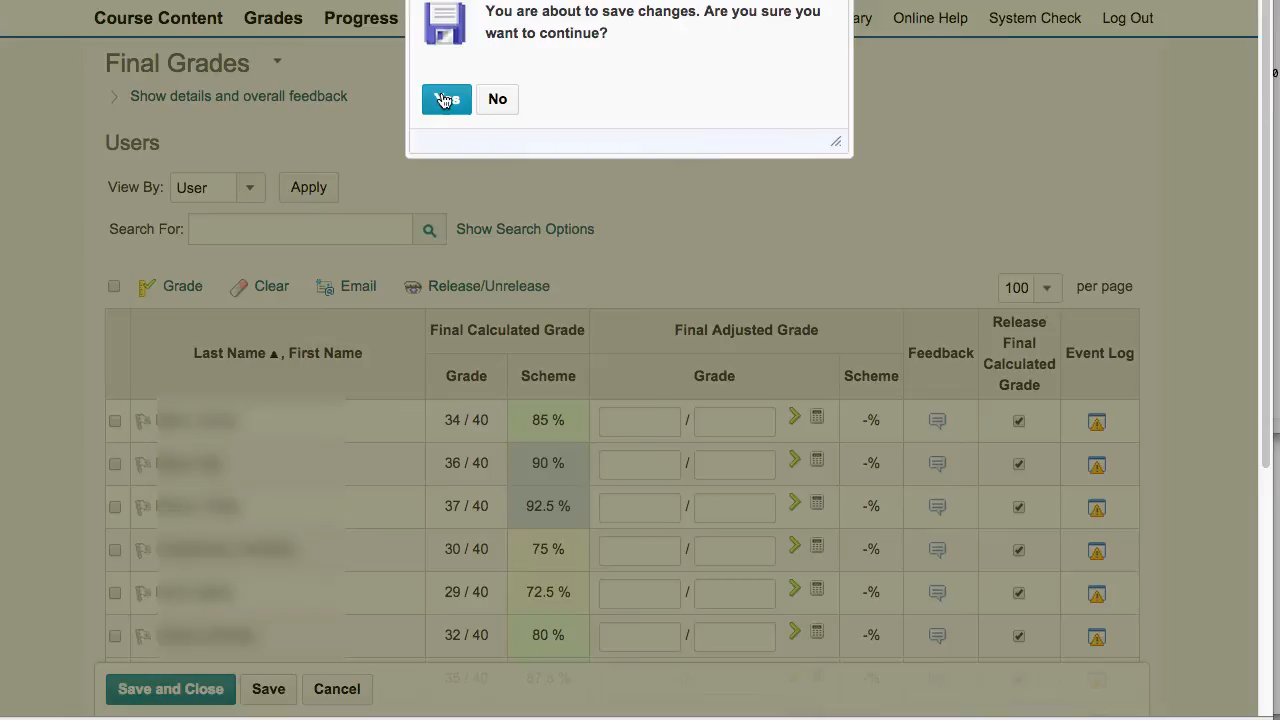 Course Content Grades Progress Online Help System Check Log Out
You are about to save changes. Are you sure you
want to continue?
No
Final Grades
Show details and overall feedback
Users
View By: User Apply
Search For: Show Search Options
Grade Clear Email Release/Unrelease 100 per page
Last Name ▲, First Name Final Calculated Grade Final Adjusted Grade Feedback Release Final Calculated Grade Event Log
Grade Scheme Grade Scheme
34 / 40 85 % / -%
36 / 40 90 % / -%
37 / 40 92.5 % / -%
30 / 40 75 % / -%
29 / 40 72.5 % / -%
32 / 40 80 % / -%
Save and Close Save Cancel